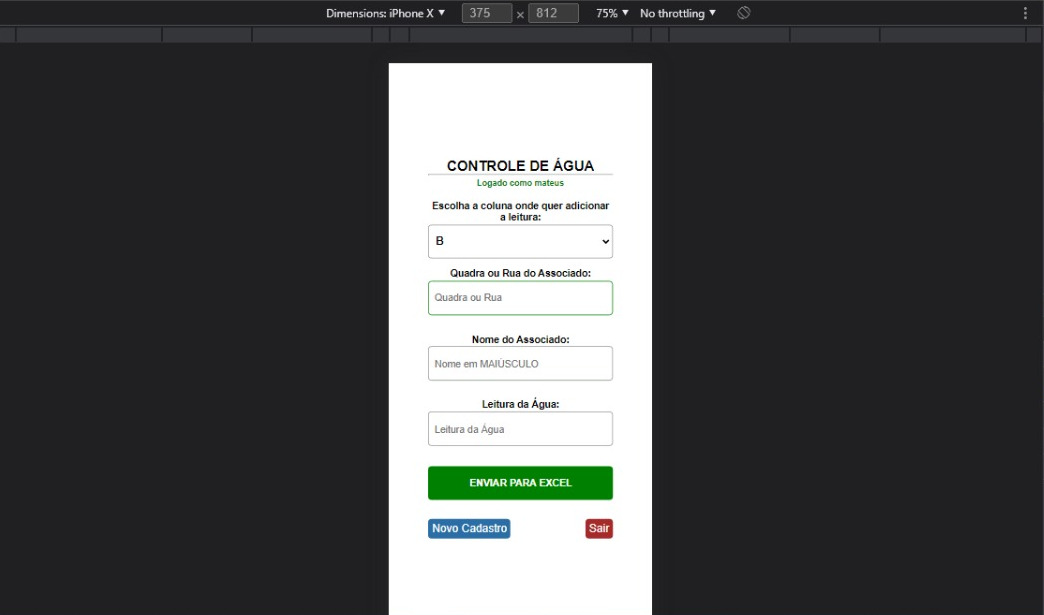 Dimensions: iPhone X ▼ 375 × 812 75% ▼ No throttling ▼
CONTROLE DE ÁGUA
Logado como mateus
Escolha a coluna onde quer adicionar
a leitura:
B
Quadra ou Rua do Associado:
Quadra ou Rua
Nome do Associado:
Nome em MAIÚSCULO
Leitura da Água:
Leitura da Água
ENVIAR PARA EXCEL
Novo Cadastro Sair